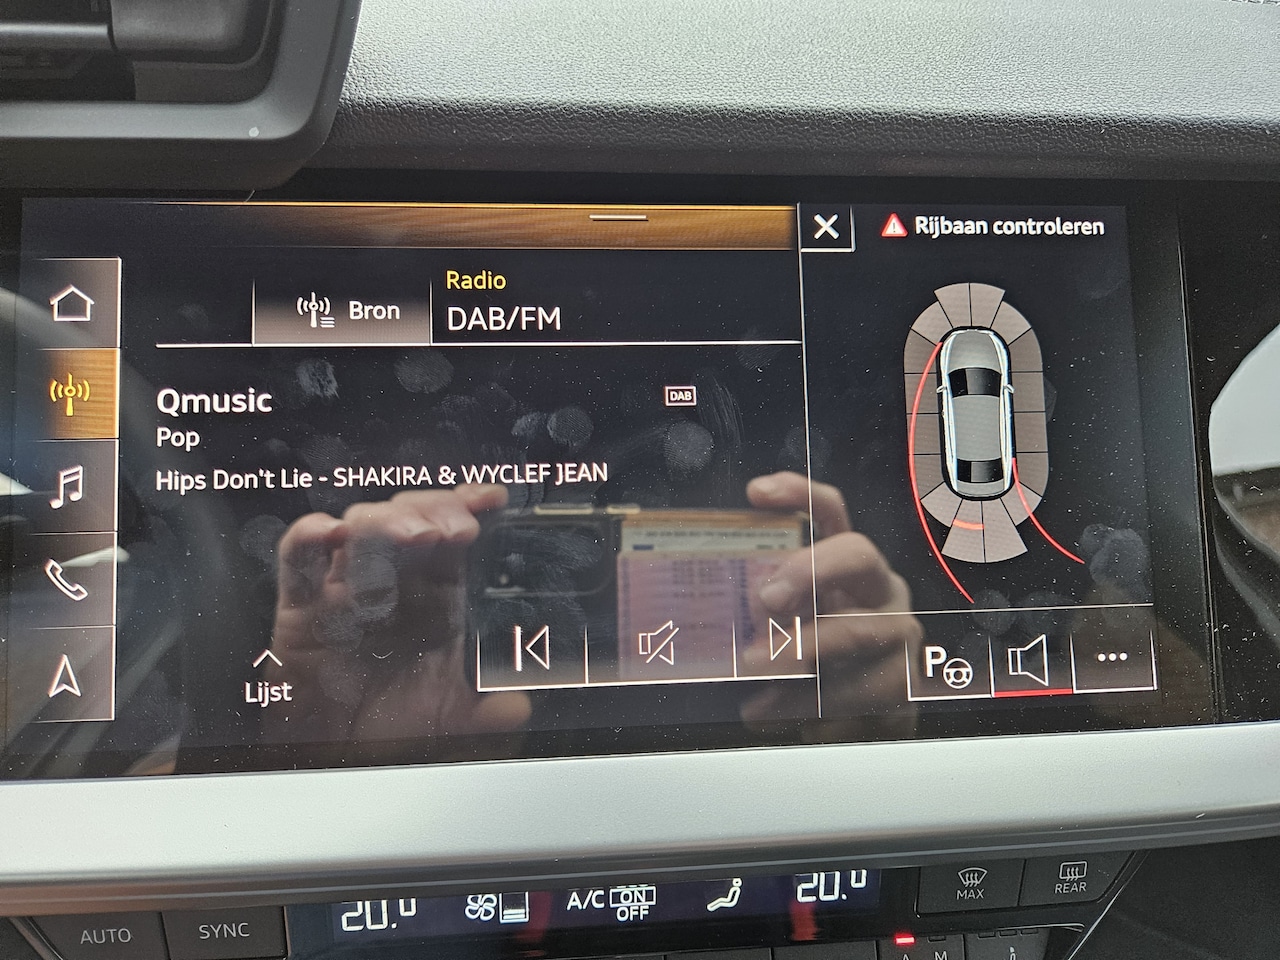 Rijbaan controleren
Radio
Bron
DAB/FM
Qmusic
DAB
Pop
Hips Don't Lie - SHAKIRA & WYCLEF JEAN
Lijst
P
MAX
REAR
AUTO
SYNC
20.0
A/C ON
OFF
20.0
A
M